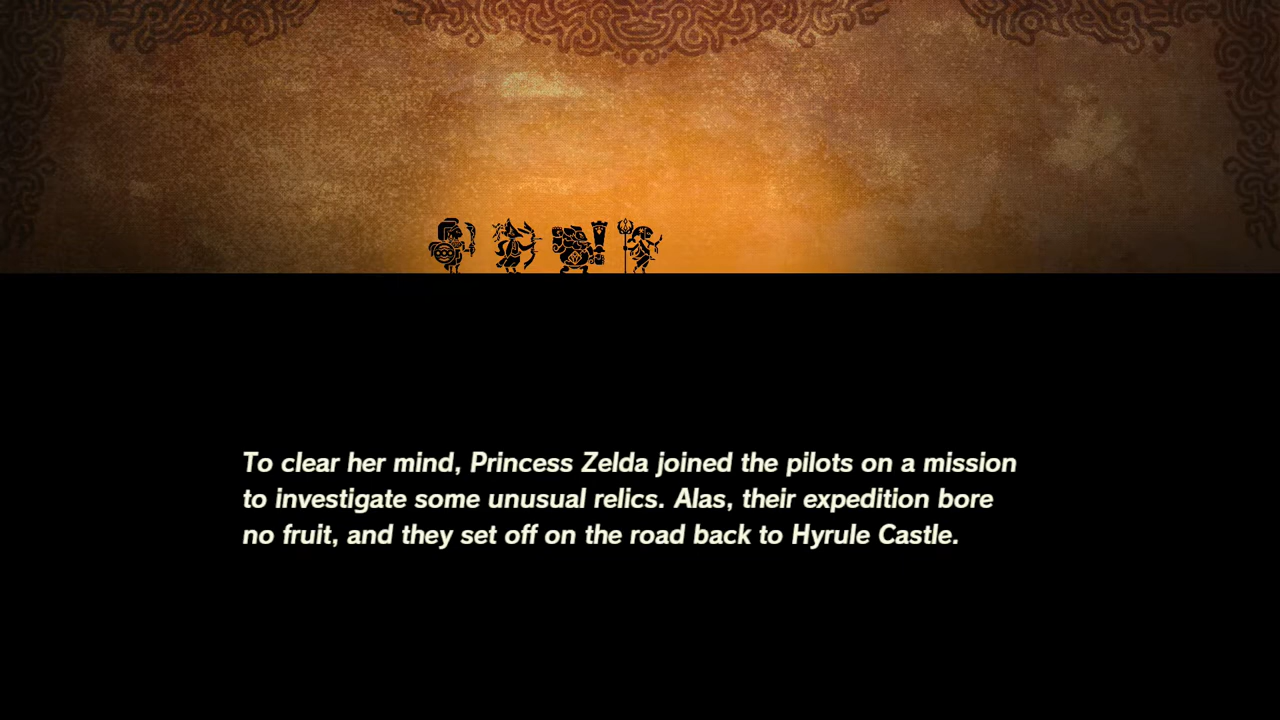 To clear her mind, Princess Zelda joined the pilots on a mission
to investigate some unusual relics. Alas, their expedition bore
no fruit, and they set off on the road back to Hyrule Castle.